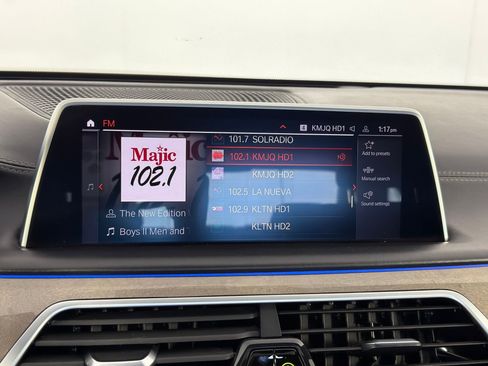 FM
KMJQ HD1
1:17pm
Majic
102.1
101.7 SOLRADIO
102.1 KMJQ HD1
KMJQ HD2
102.5 LA NUEVA
102.9 KLTN HD1
KLTN HD2
The New Edition
Boys II Men and
Add to presets
Manual search
Sound settings